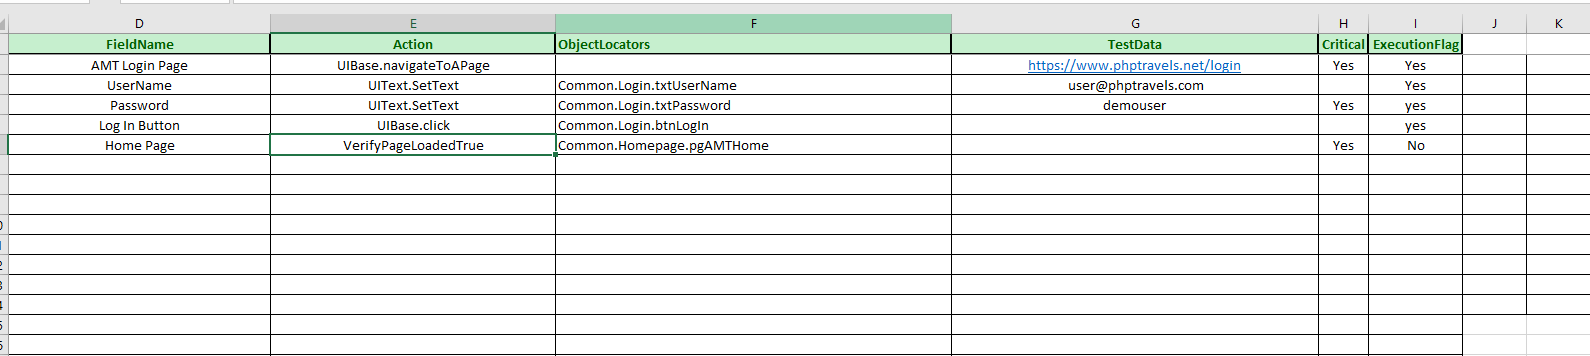 D E F G H I J K
FieldName Action ObjectLocators TestData Critical ExecutionFlag
AMT Login Page UIBase.navigateToAPage https://www.phptravels.net/login Yes Yes
UserName UIText.SetText Common.Login.txtUserName user@phptravels.com Yes
Password UIText.SetText Common.Login.txtPassword demouser Yes yes
Log In Button UIBase.click Common.Login.btnLogIn yes
Home Page VerifyPageLoadedTrue Common.Homepage.pgAMTHome Yes No